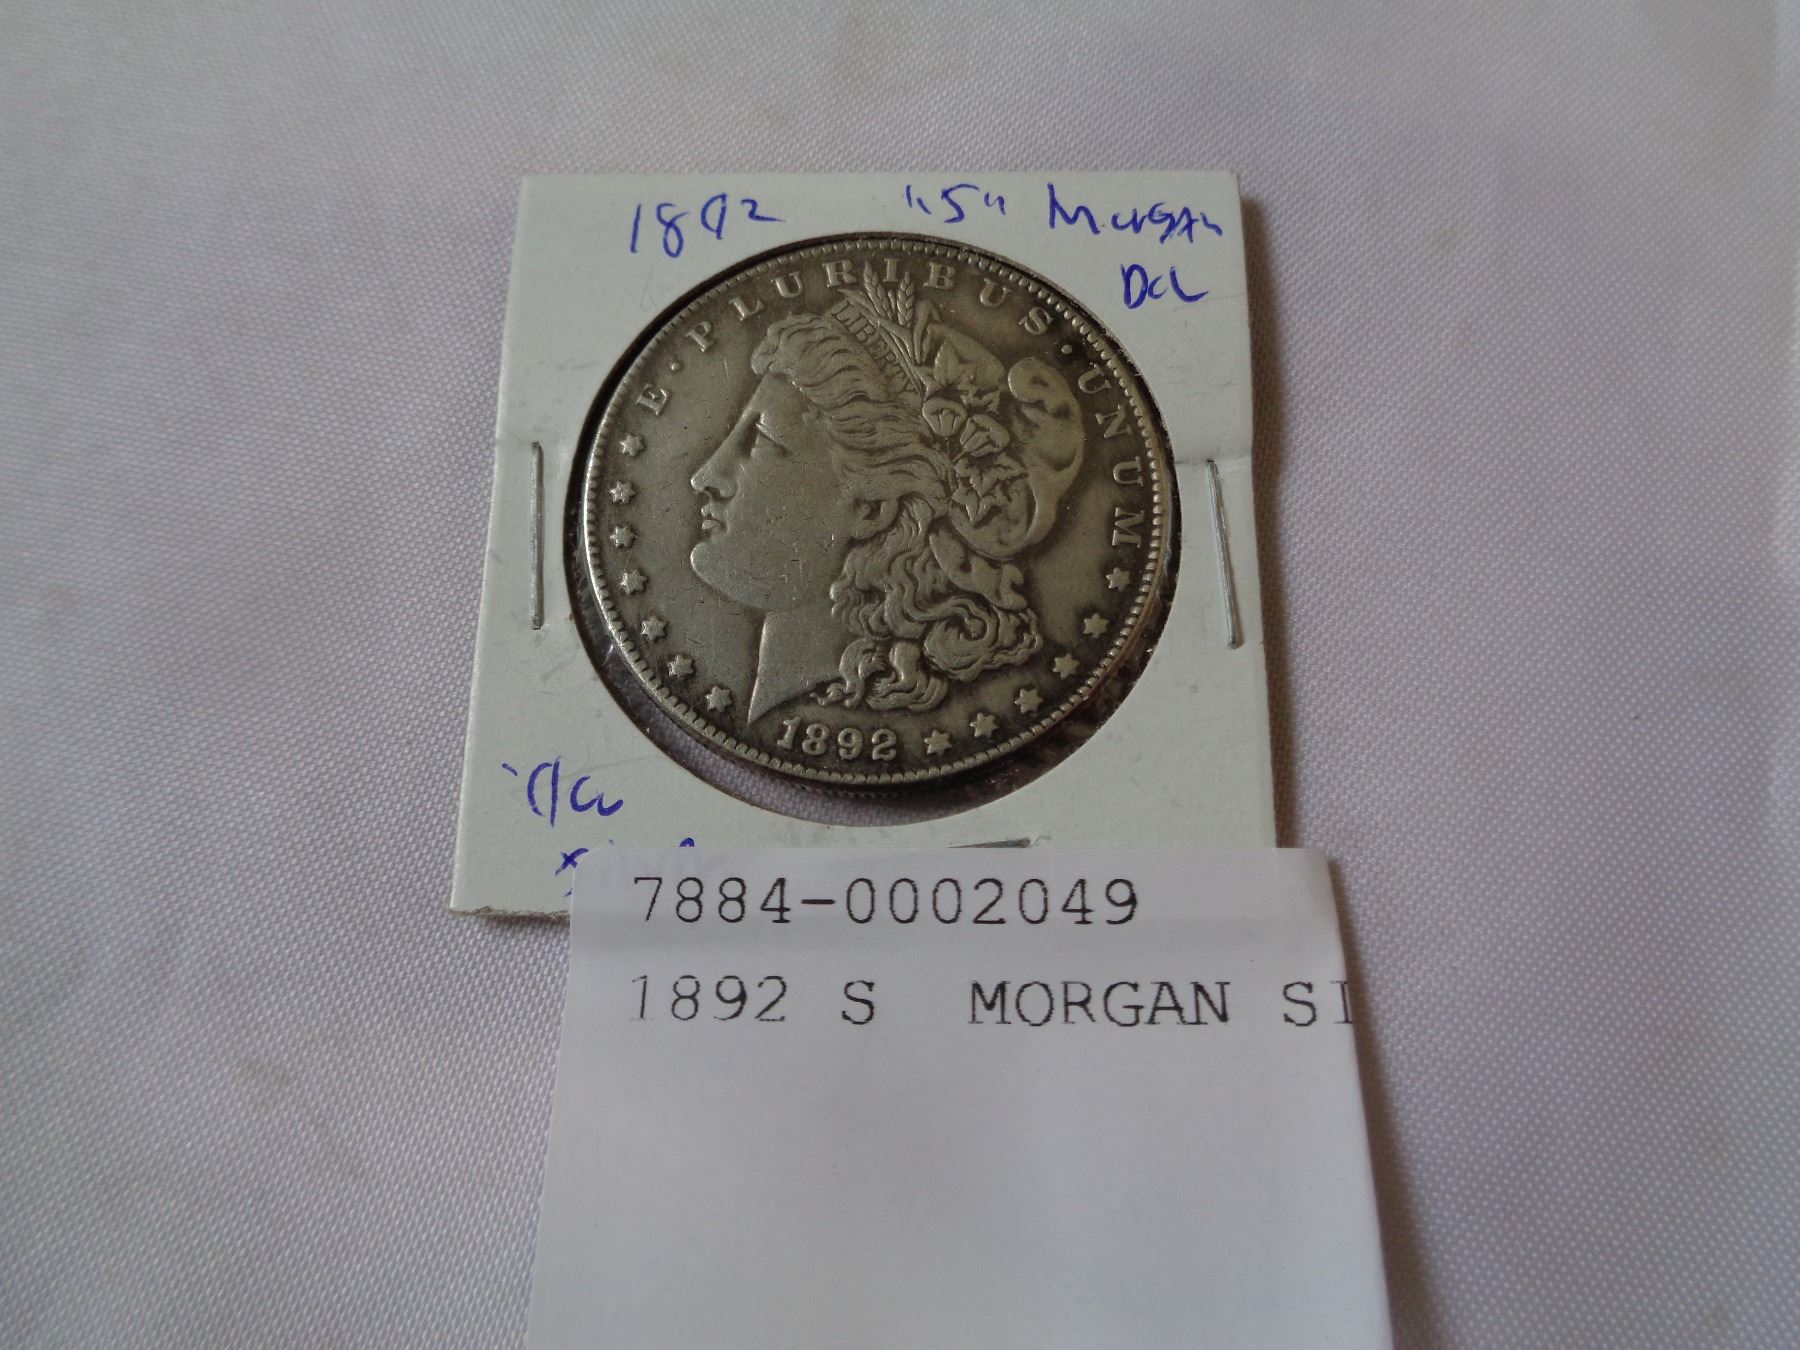 1892 "S" Morgan
Dol
E · PLURIBUS · UNUM
LIBERTY
1892
7884-0002049
1892 S MORGAN SI